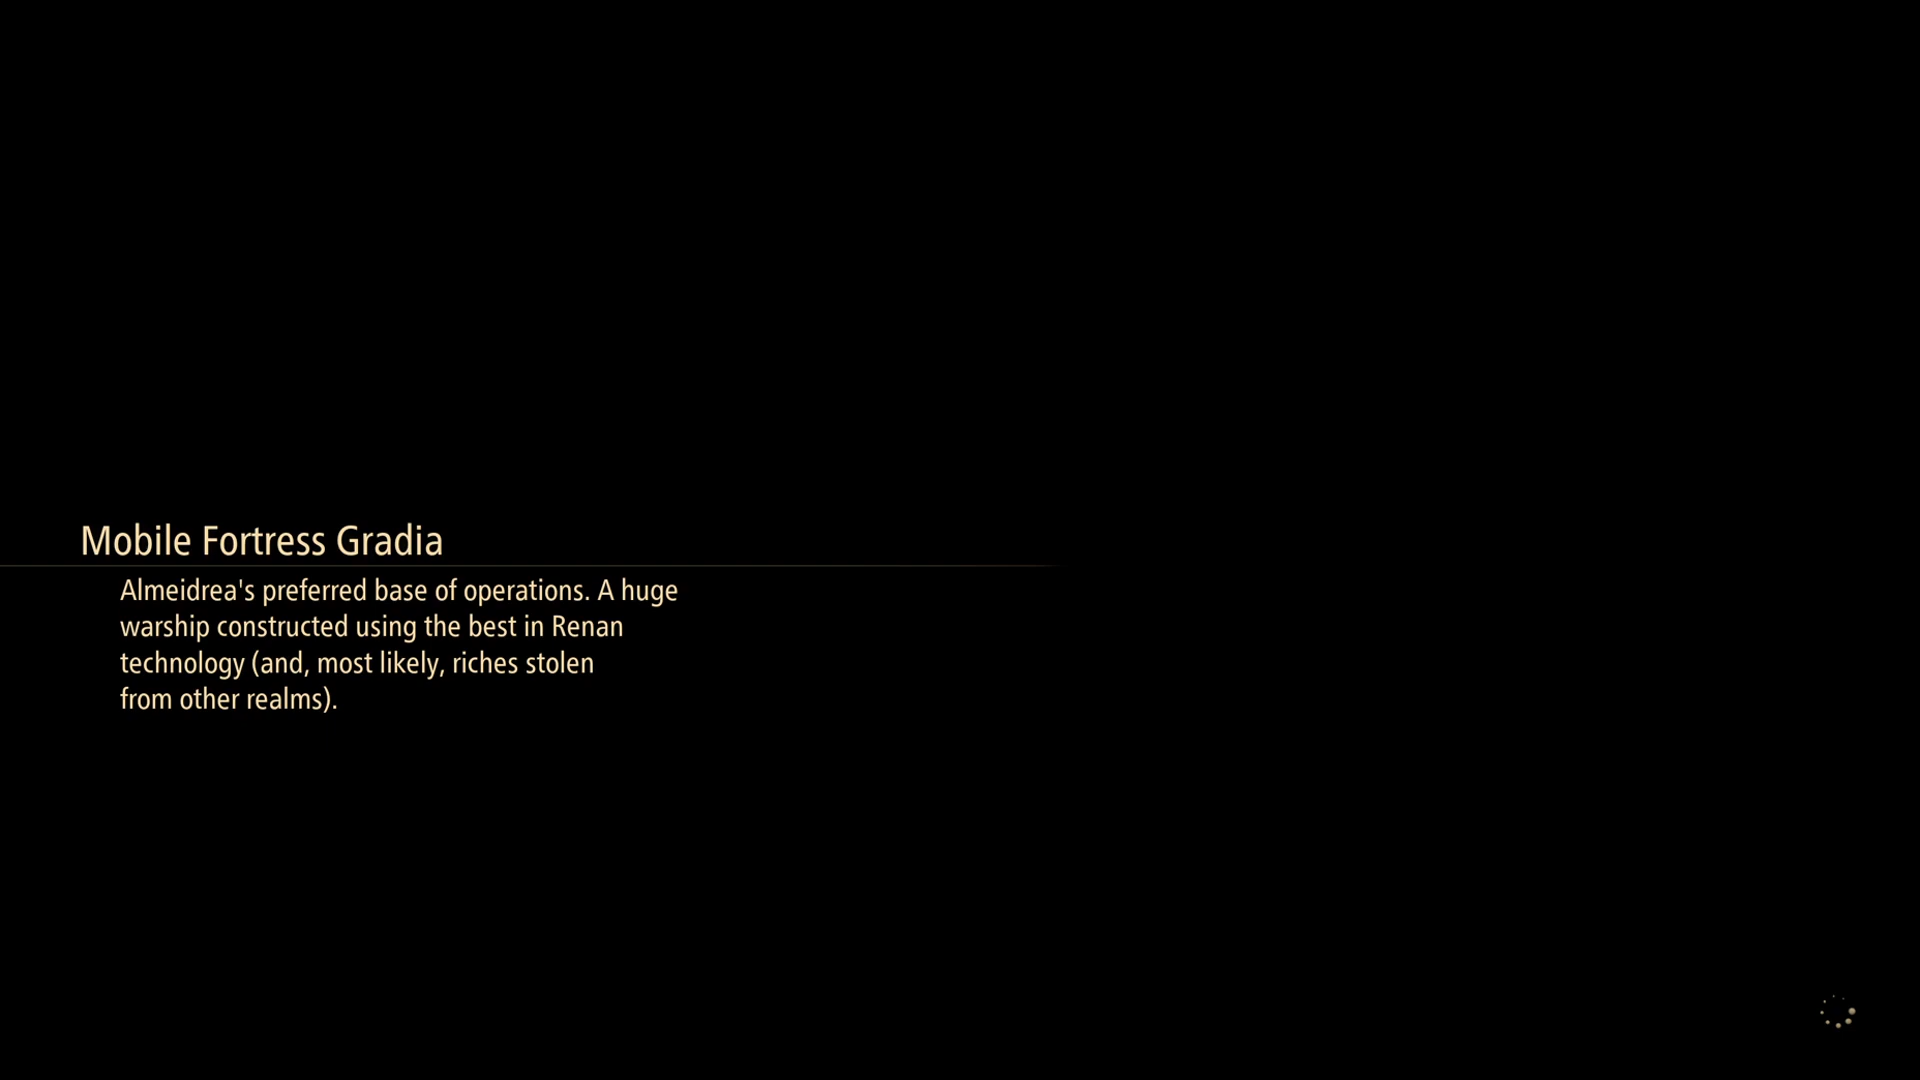 Mobile Fortress Gradia
Almeidrea's preferred base of operations. A huge
warship constructed using the best in Renan
technology (and, most likely, riches stolen
from other realms).